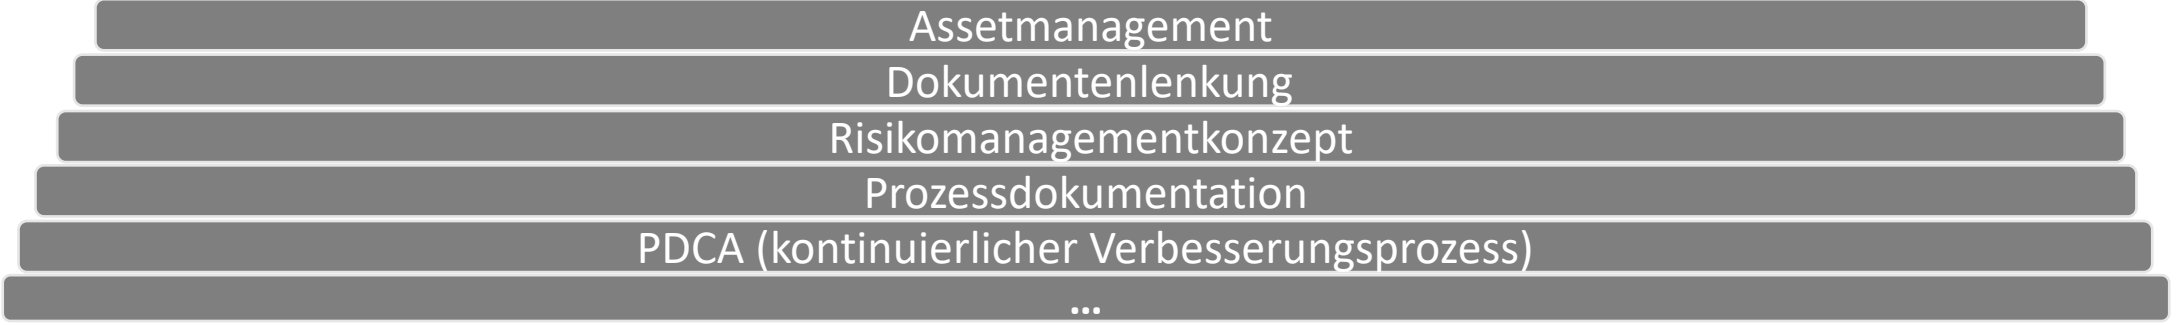 Assetmanagement
Dokumentenlenkung
Risikomanagementkonzept
Prozessdokumentation
PDCA (kontinuierlicher Verbesserungsprozess)
...